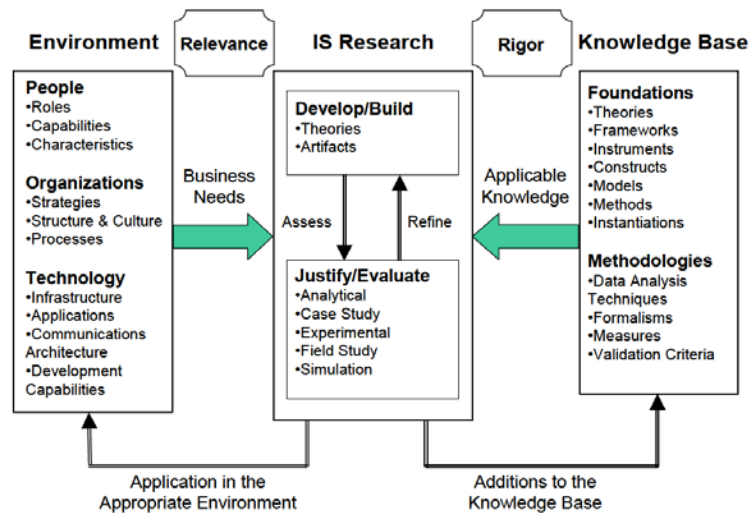 Environment
Relevance
IS Research
Rigor
Knowledge Base
People
•Roles
•Capabilities
•Characteristics
Organizations
•Strategies
•Structure & Culture
•Processes
Technology
•Infrastructure
•Applications
•Communications
Architecture
•Development
Capabilities
Business
Needs
Develop/Build
•Theories
•Artifacts
Assess
Refine
Justify/Evaluate
•Analytical
•Case Study
•Experimental
•Field Study
•Simulation
Applicable
Knowledge
Foundations
•Theories
•Frameworks
•Instruments
•Constructs
•Models
•Methods
•Instantiations
Methodologies
•Data Analysis
Techniques
•Formalisms
•Measures
•Validation Criteria
Application in the
Appropriate Environment
Additions to the
Knowledge Base